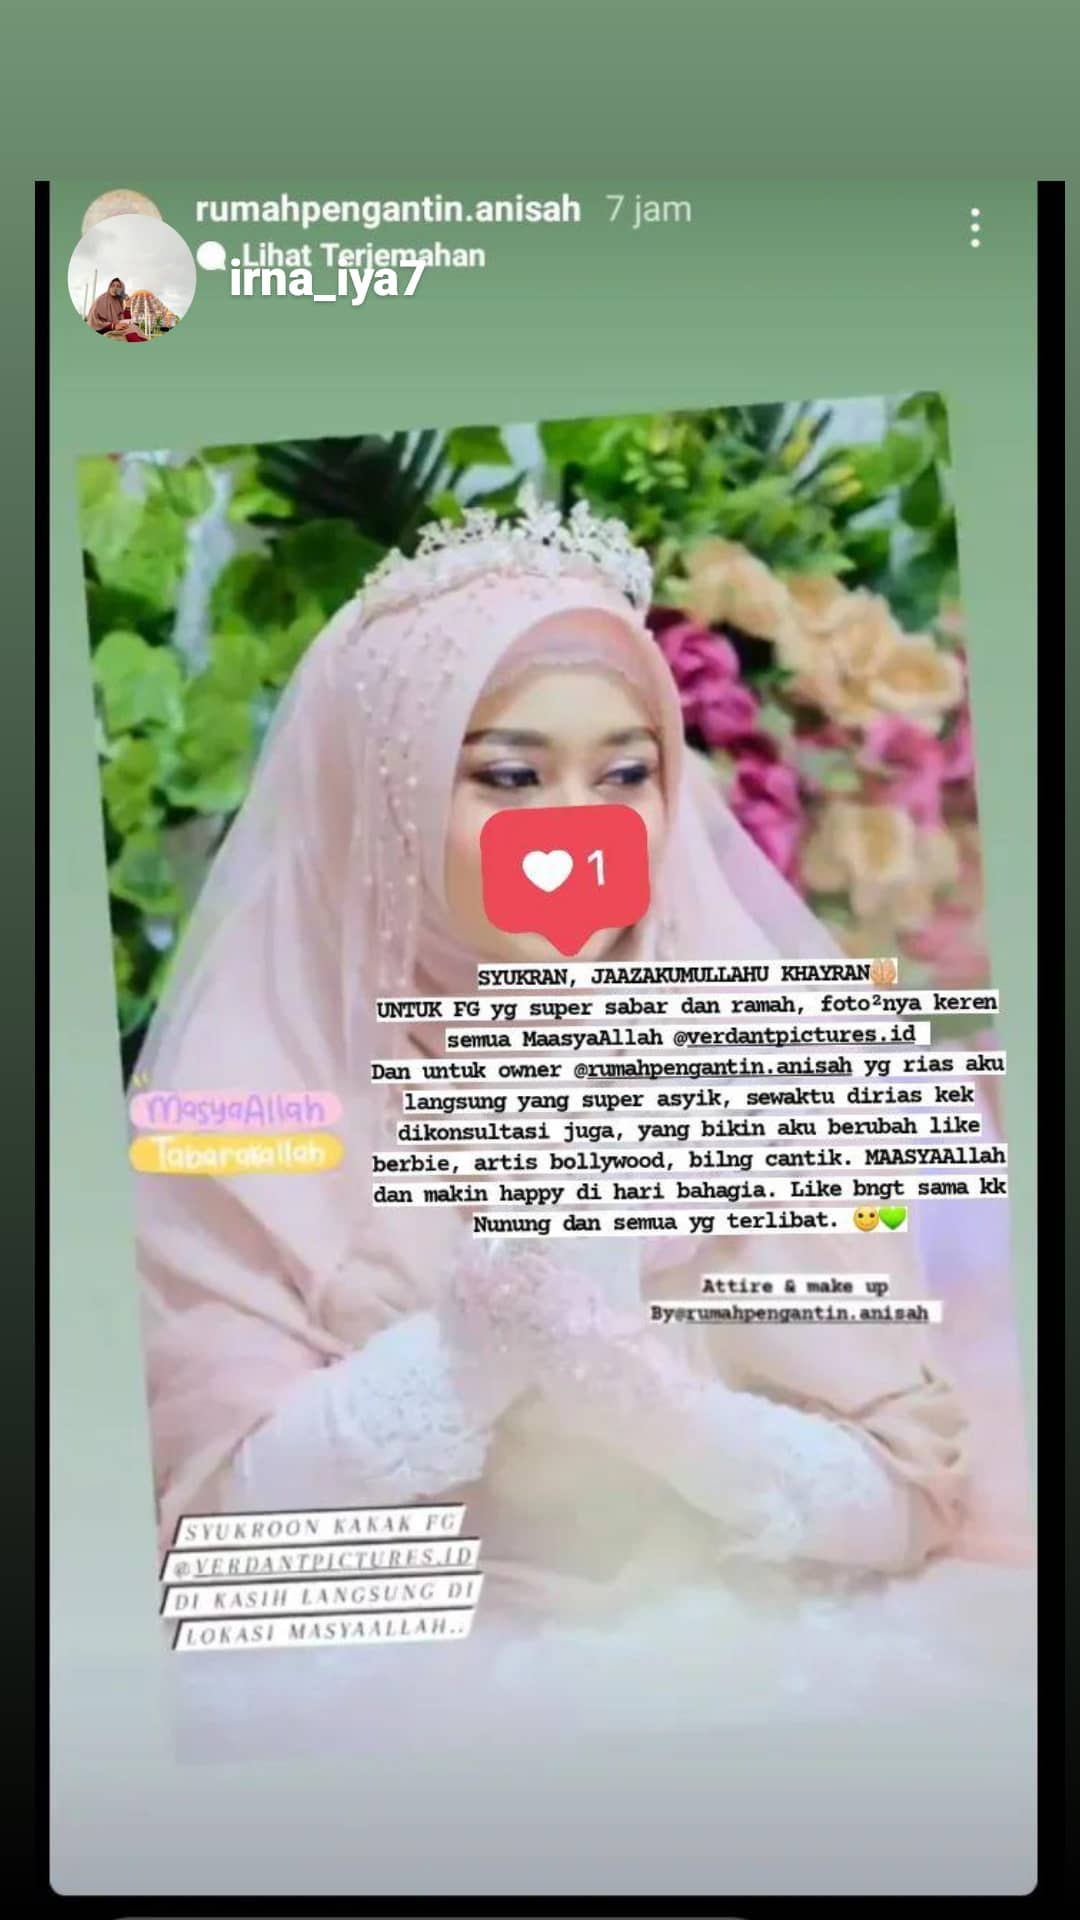 rumahpengantin.anisah 7 jam
Lihat Terjemahan
irna_iya7
1
SYUKRAN, JAAZAKUMULLAHU KHAYRAN🤲🏼
UNTUK FG yg super sabar dan ramah, foto²nya keren
semua MaasyaAllah @verdantpictures.id
Dan untuk owner @rumahpengantin.anisah yg rias aku
langsung yang super asyik, sewaktu dirias kek
dikonsultasi juga, yang bikin aku berubah like
berbie, artis bollywood, bilng cantik. MAASYAAllah
dan makin happy di hari bahagia. Like bngt sama kk
Nunung dan semua yg terlibat. 😊💚
MasyaAllah
Tabarakallah
Attire & make up
By@rumahpengantin.anisah
SYUKROON KAKAK FG
@VERDANTPICTURES.ID
DI KASIH LANGSUNG DI
LOKASI MASYAALLAH..